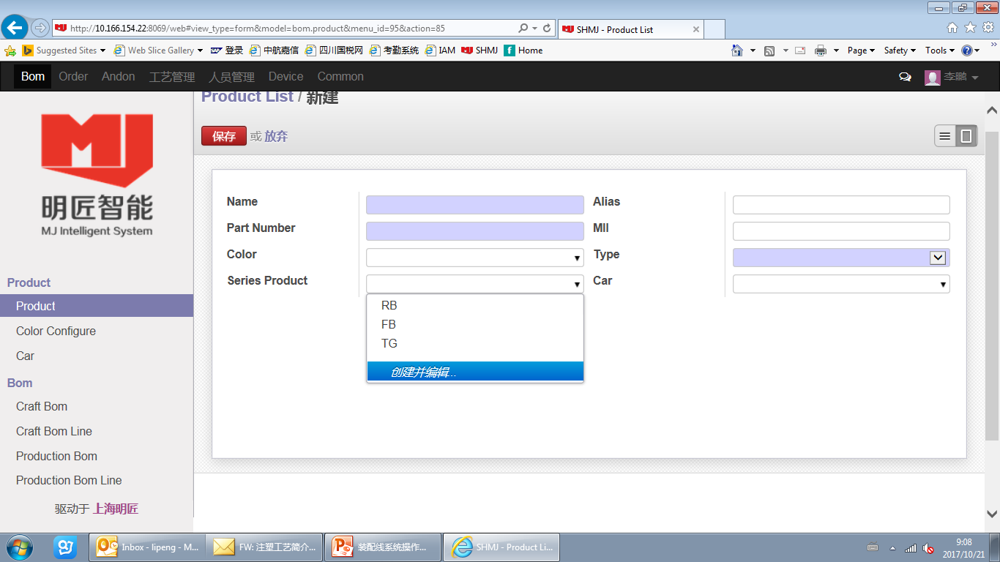 http://10.166.154.22:8069/web#view_type=form&model=bom.product&menu_id=95&action=85
SHMJ - Product List
Suggested Sites
Web Slice Gallery
登录
中航嘉信
四川国税网
考勤系统
IAM
SHMJ
Home
Page
Safety
Tools
Bom
Order
Andon
工艺管理
人员管理
Device
Common
李鹏
Product List / 新建
保存 或 放弃
MJ
明匠智能
MJ Intelligent System
Product
Product
Color Configure
Car
Bom
Craft Bom
Craft Bom Line
Production Bom
Production Bom Line
驱动于 上海明匠
Name
Alias
Part Number
MII
Color
Type
Series Product
Car
RB
FB
TG
创建并编辑...
Inbox - lipeng - M...
FW: 注塑工艺简介...
装配线系统操作...
SHMJ - Product Li...
9:08
2017/10/21